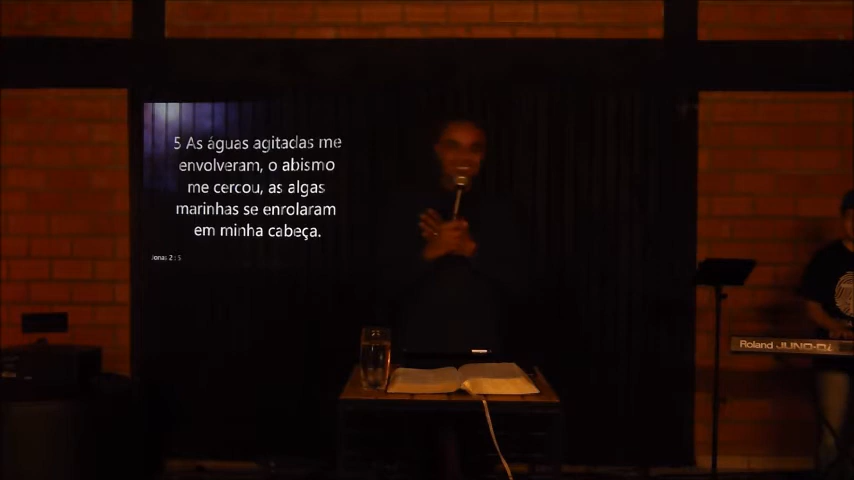 5 As águas agitadas me
envolveram, o abismo
me cercou, as algas
marinhas se enrolaram
em minha cabeça.
Jonas 2 : 5
Roland JUNO-Di